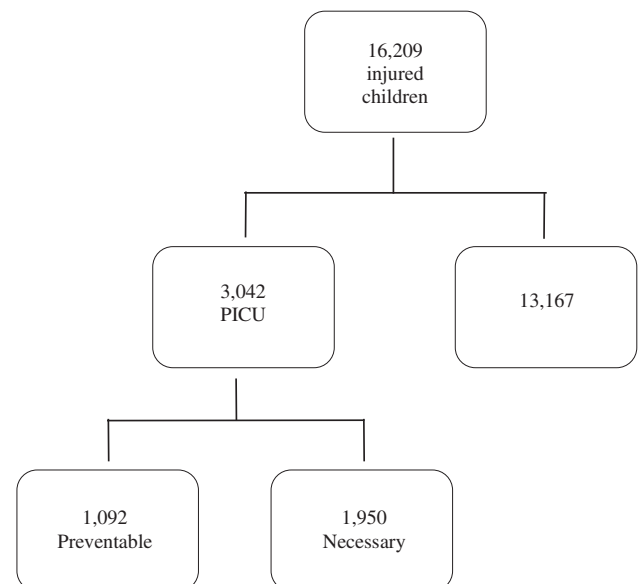 16,209
injured
children
3,042
PICU
13,167
1,092
Preventable
1,950
Necessary